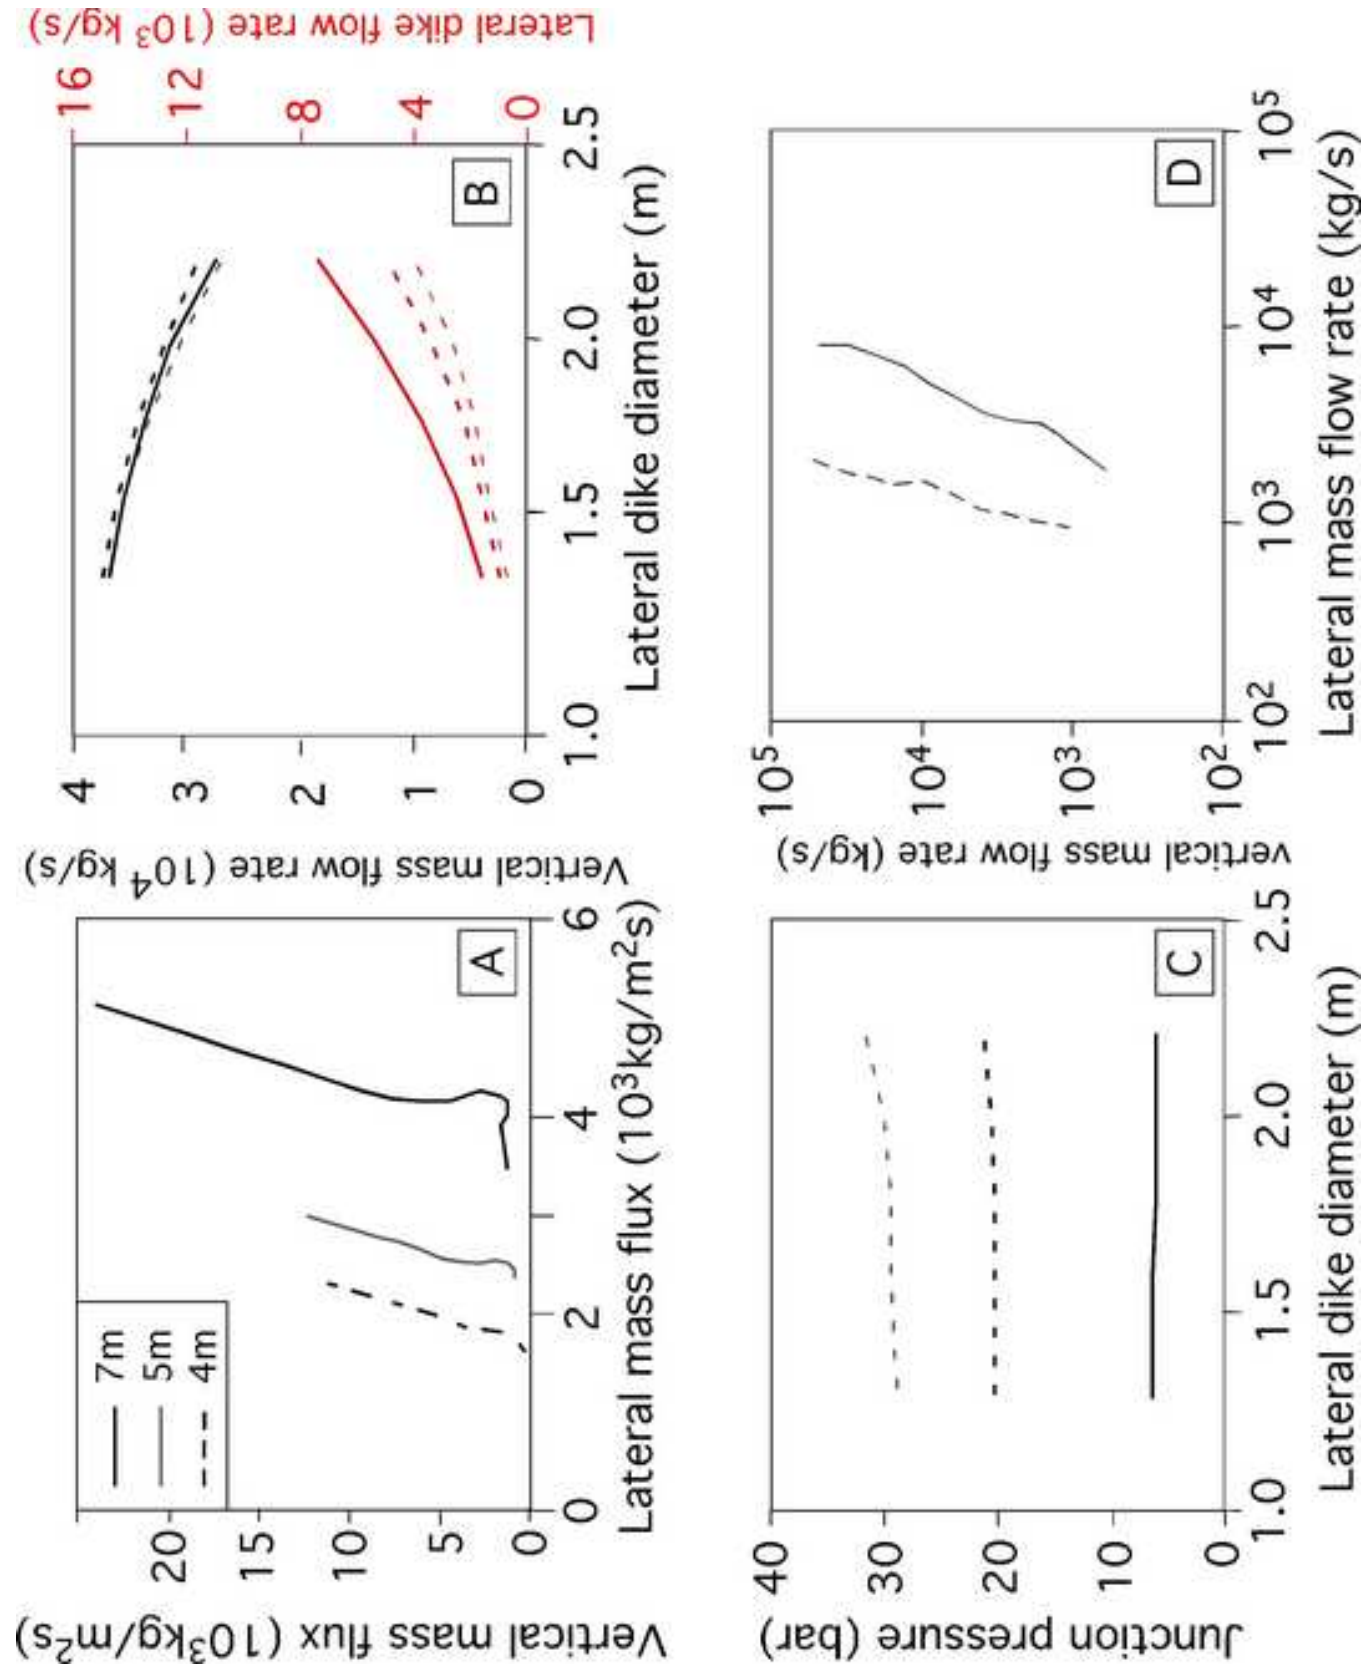 Vertical mass flux (10³kg/m²s)
20
15
10
5
0
7m
5m
4m
A
0
2
4
6
Lateral mass flux (10³kg/m²s)
Vertical mass flow rate (10⁴ kg/s)
4
3
2
1
0
B
16
12
8
4
0
Lateral dike flow rate (10³ kg/s)
1.0
1.5
2.0
2.5
Lateral dike diameter (m)
Junction pressure (bar)
40
30
20
10
0
C
1.0
1.5
2.0
2.5
Lateral dike diameter (m)
vertical mass flow rate (kg/s)
10⁵
10⁴
10³
10²
D
10²
10³
10⁴
10⁵
Lateral mass flow rate (kg/s)